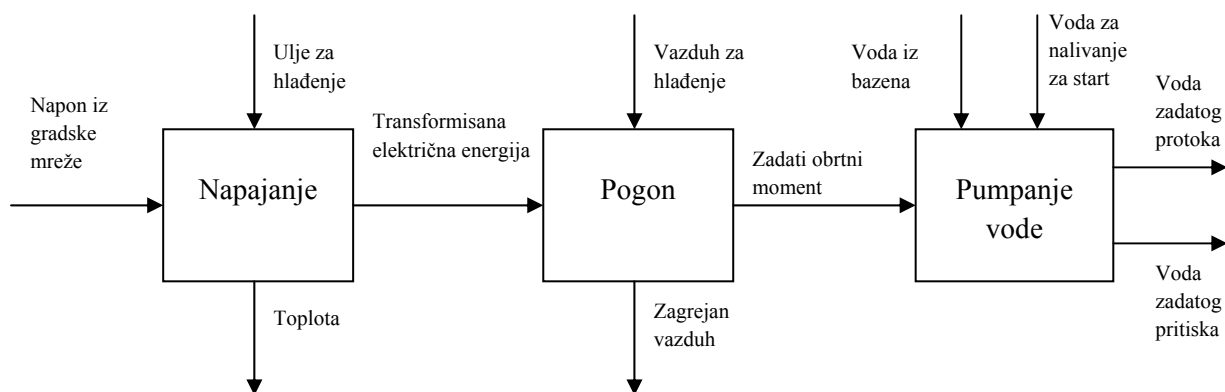 Ulje za
hlađenje
Vazduh za
hlađenje
Voda iz
bazena
Voda za
nalivanje
za start
Napon iz
gradske
mreže
Transformisana
električna energija
Zadati obrtni
moment
Voda
zadatog
protoka
Napajanje
Pogon
Pumpanje
vode
Toplota
Zagrejan
vazduh
Voda
zadatog
pritiska